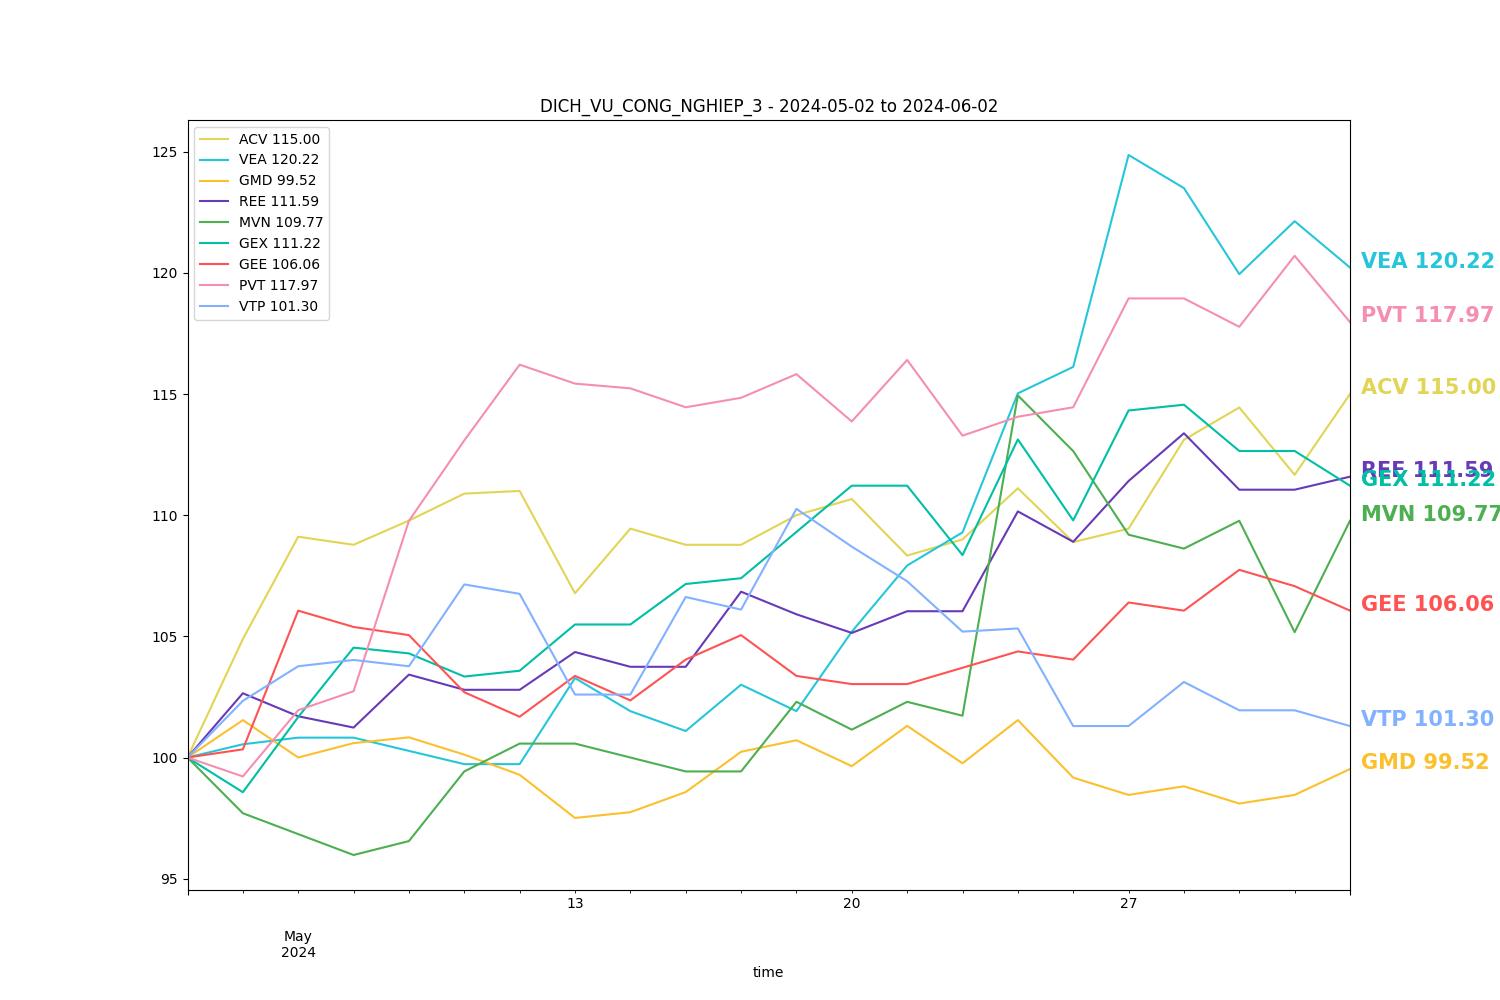 DICH_VU_CONG_NGHIEP_3 - 2024-05-02 to 2024-06-02
ACV 115.00
VEA 120.22
GMD 99.52
REE 111.59
MVN 109.77
GEX 111.22
GEE 106.06
PVT 117.97
VTP 101.30
125
120
115
110
105
100
95
VEA 120.22
PVT 117.97
ACV 115.00
REE 111.59
GEX 111.22
MVN 109.77
GEE 106.06
VTP 101.30
GMD 99.52
13
20
27
May
2024
time